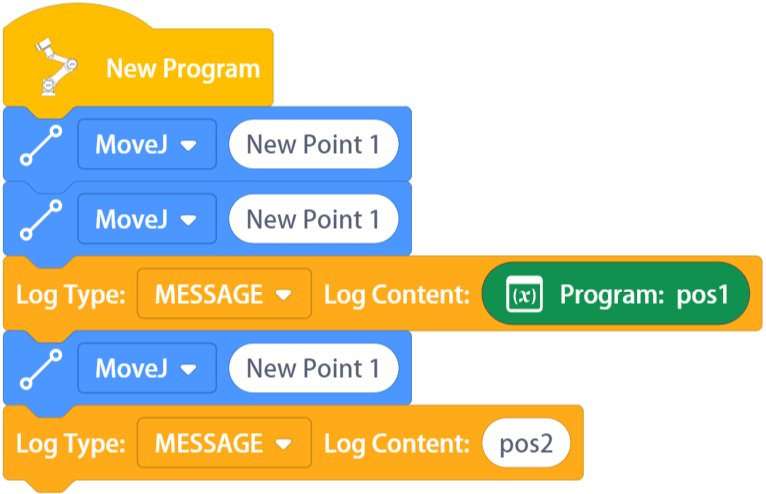 New Program
MoveJ New Point 1
MoveJ New Point 1
Log Type: MESSAGE Log Content: (x) Program: pos1
MoveJ New Point 1
Log Type: MESSAGE Log Content: pos2